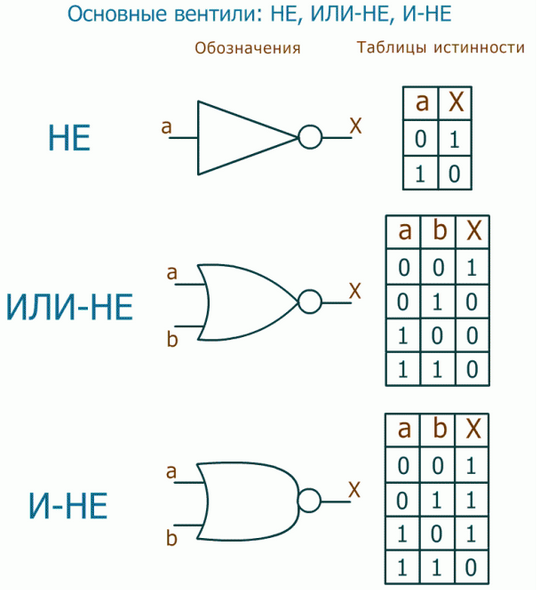 Основные вентили: НЕ, ИЛИ-НЕ, И-НЕ
Обозначения Таблицы истинности
НЕ
a X
a X
0 1
1 0
ИЛИ-НЕ
a
b
X
a b X
0 0 1
0 1 0
1 0 0
1 1 0
И-НЕ
a
b
X
a b X
0 0 1
0 1 1
1 0 1
1 1 0